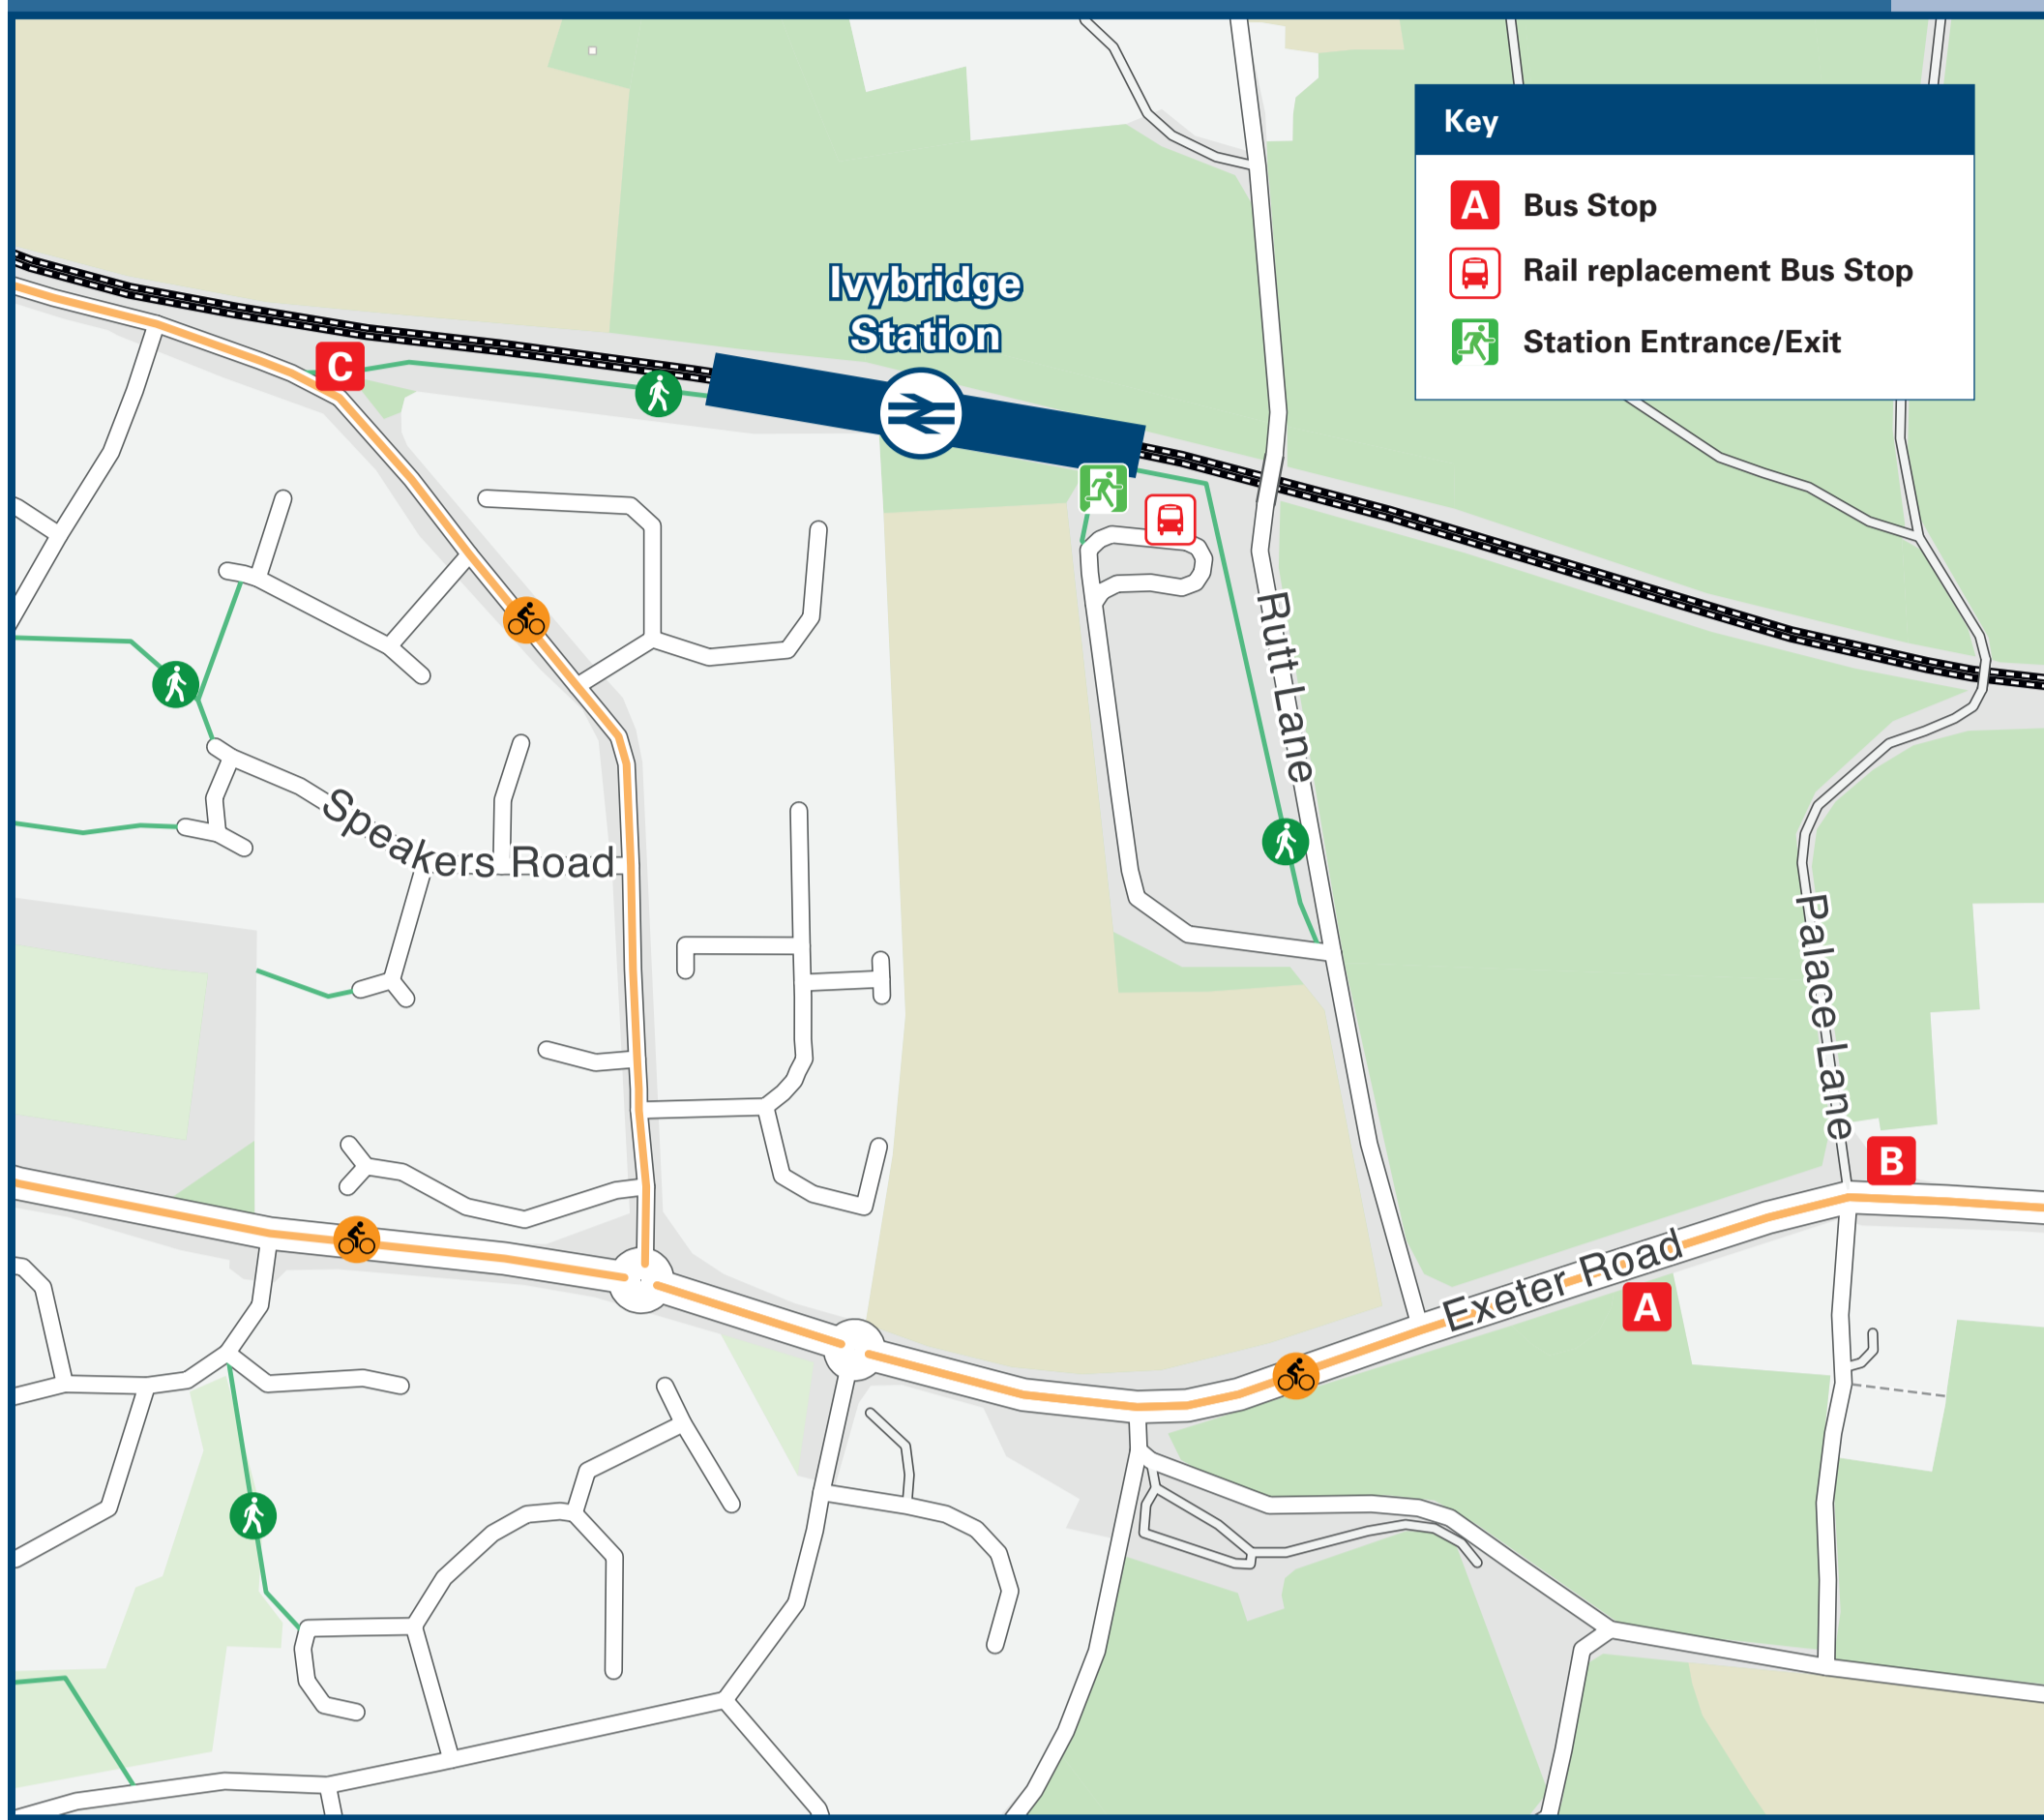 Key
A Bus Stop
Rail replacement Bus Stop
Station Entrance/Exit
Ivybridge
Station
C
Rutt Lane
Speakers Road
Palace Lane
B
Exeter Road
A